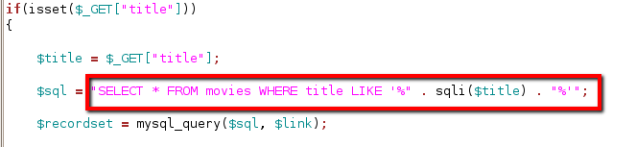 if(isset($_GET["title"]))
{
$title = $_GET["title"];
$sql = "SELECT * FROM movies WHERE title LIKE '%" . sqli($title) . "%'";
$recordset = mysql_query($sql, $link);